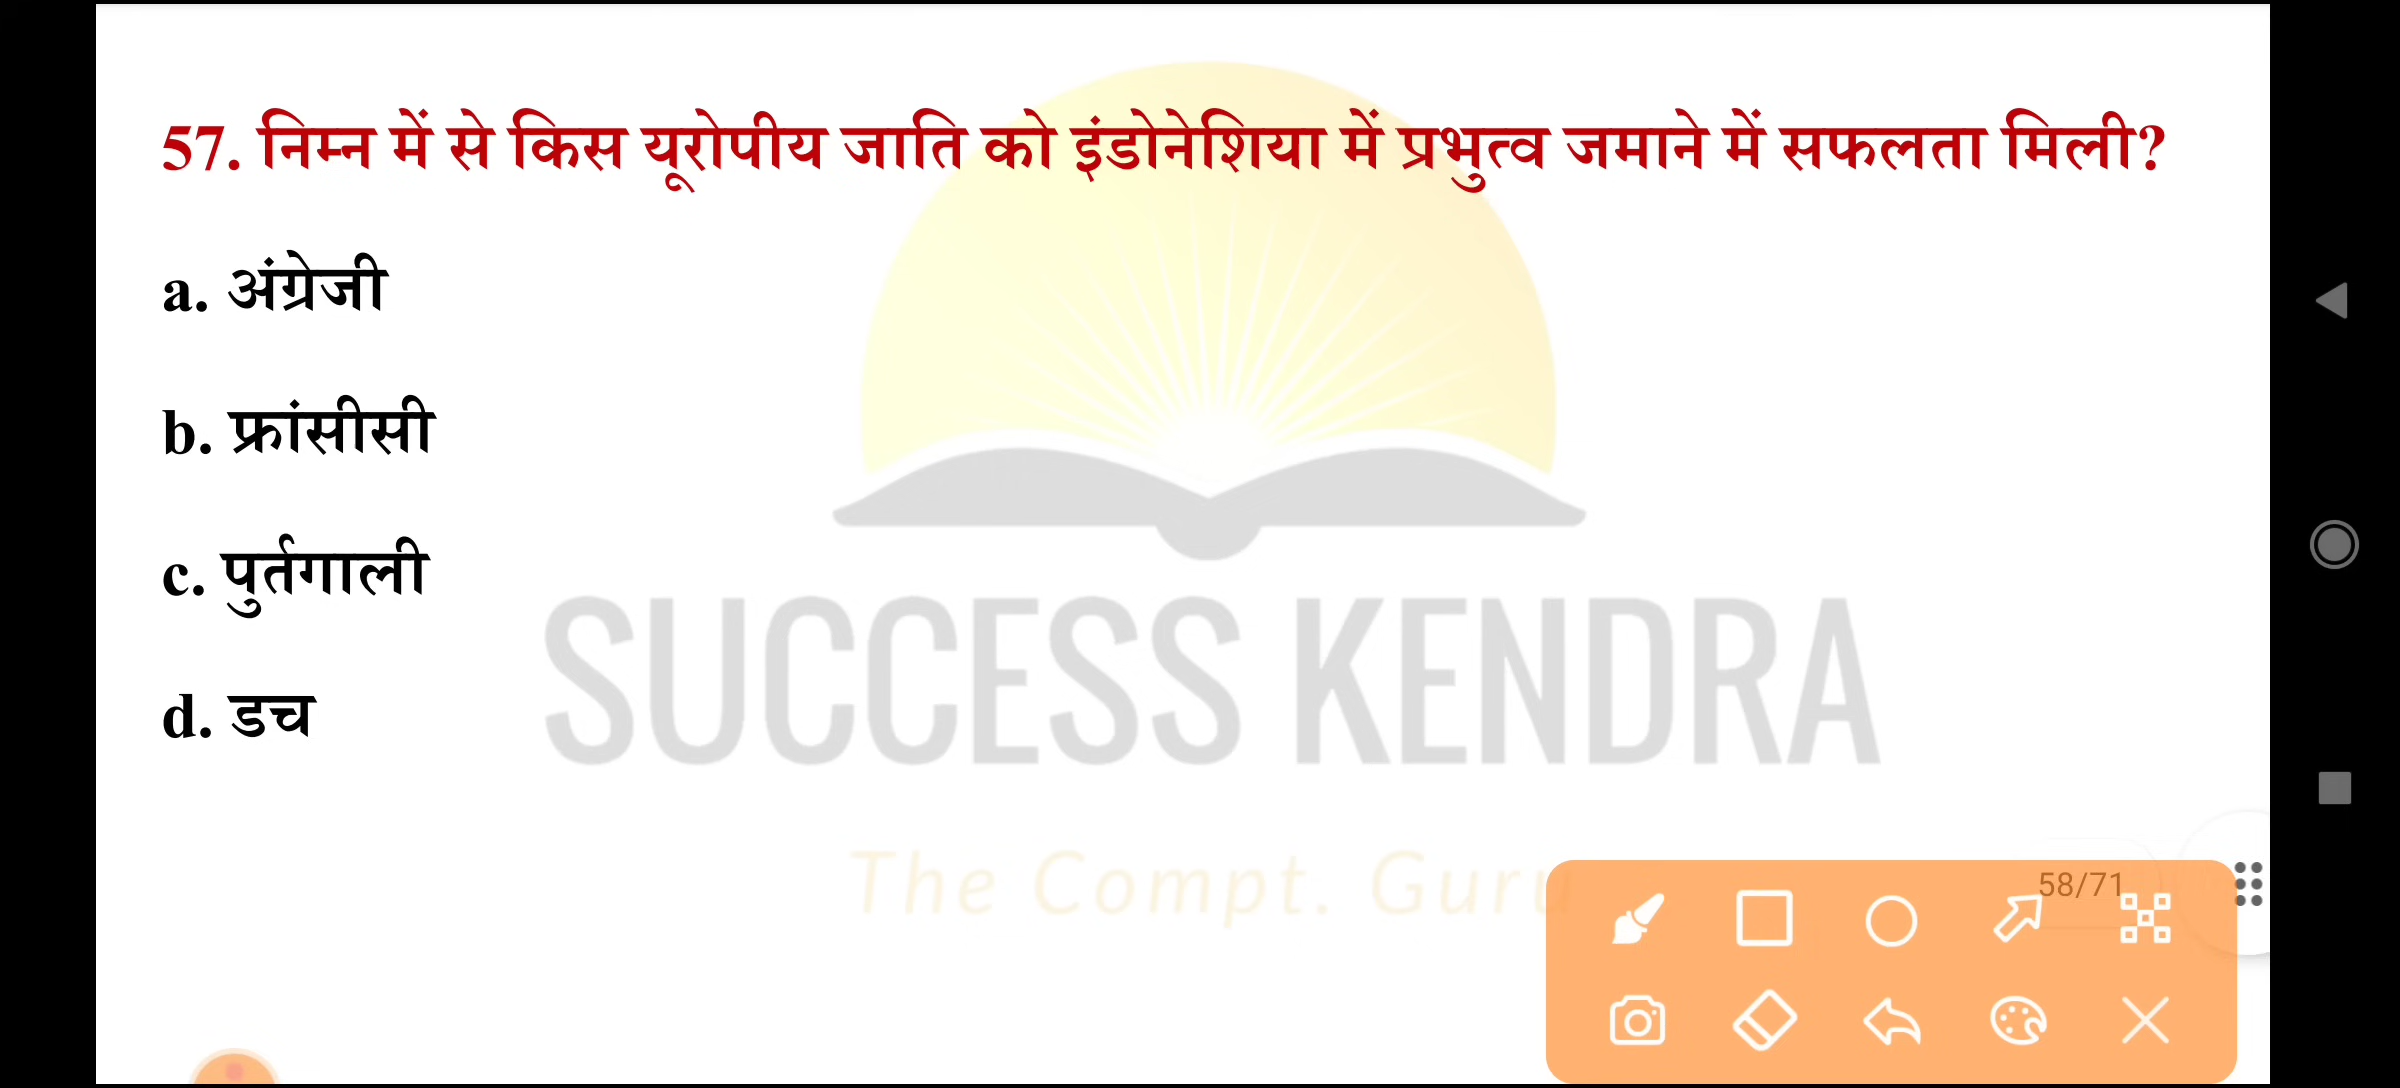 57. निम्न में से किस यूरोपीय जाति को इंडोनेशिया में प्रभुत्व जमाने में सफलता मिली?
a. अंग्रेजी
b. फ्रांसीसी
c. पुर्तगाली
d. डच
SUCCESS KENDRA
The Compt. Guru
58/71